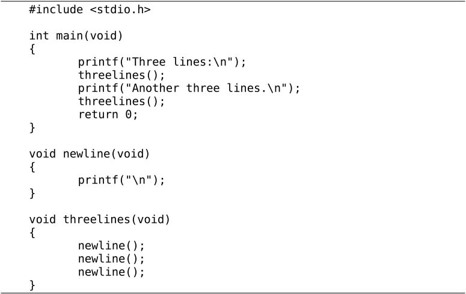 #include <stdio.h>

int main(void)
{
        printf("Three lines:\n");
        threelines();
        printf("Another three lines.\n");
        threelines();
        return 0;
}

void newline(void)
{
        printf("\n");
}

void threelines(void)
{
        newline();
        newline();
        newline();
}